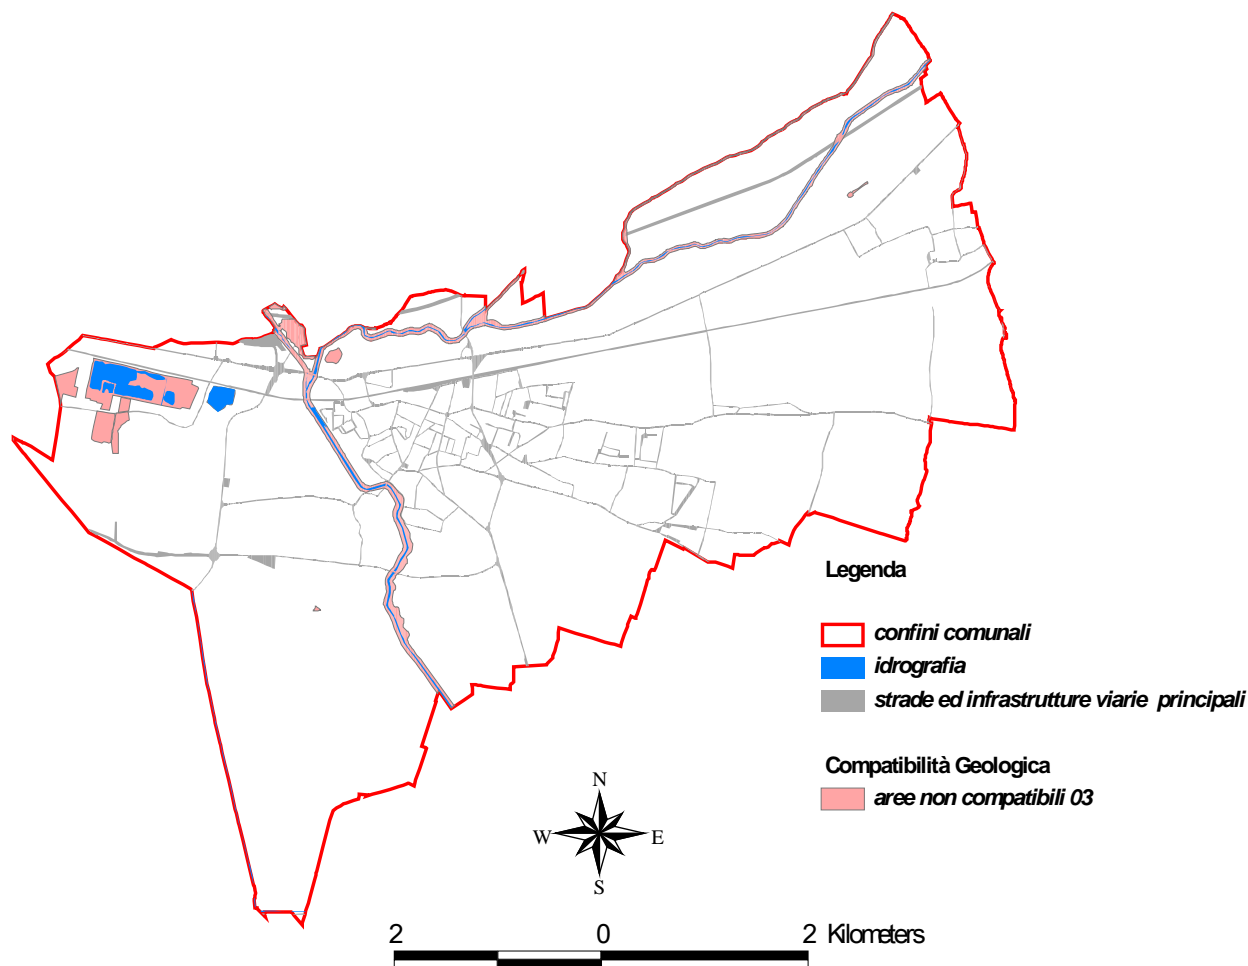 Legenda
confini comunali
idrografia
strade ed infrastrutture viarie principali
Compatibilità Geologica
aree non compatibili 03
N
W E
S
2 0 2 Kilometers